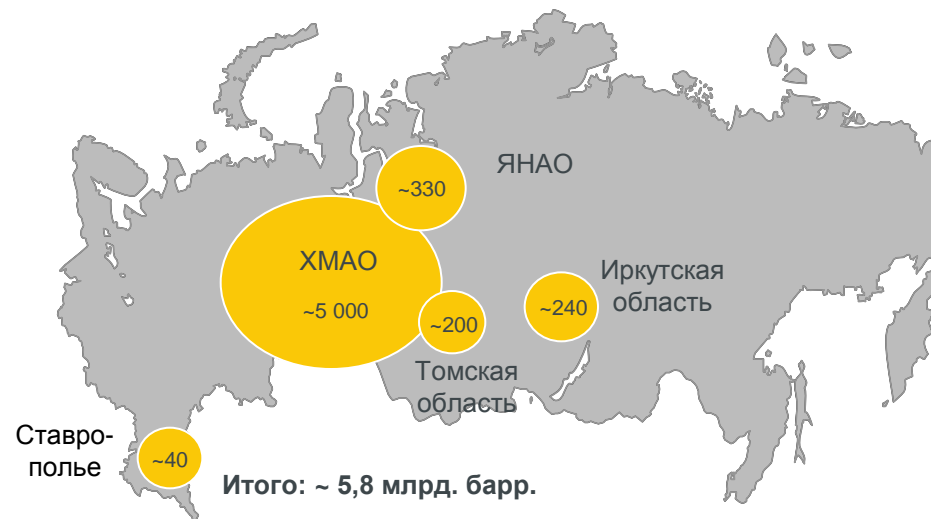 ЯНАО
~330
ХМАО
~5 000
Иркутская
область
~240
~200
Томская
область
Ставро-
полье
~40
Итого: ~ 5,8 млрд. барр.